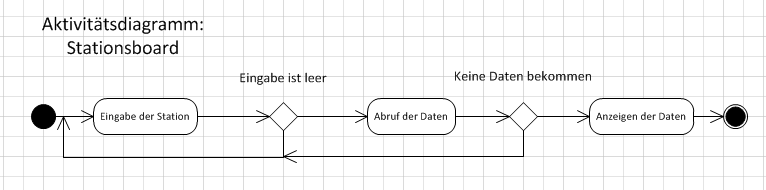 Aktivitätsdiagramm:
Stationsboard
Eingabe ist leer
Keine Daten bekommen
Eingabe der Station
Abruf der Daten
Anzeigen der Daten